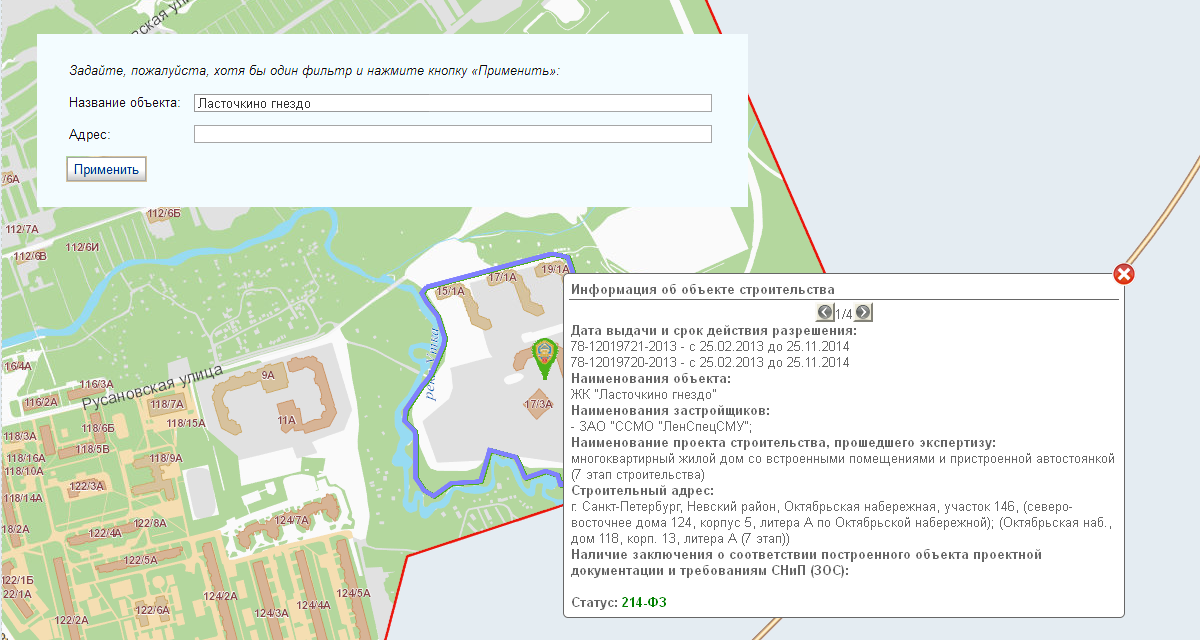 вская улица
Задайте, пожалуйста, хотя бы один фильтр и нажмите кнопку «Применить»:
Название объекта: Ласточкино гнездо
Адрес:
Применить
/6А
112/6Б
112/7А
112/6И
112/6В
19/1А
17/1А
15/1А
река Утка
17/3А
16/4А
Русановская улица
9А
11А
116/3А
116/2А
118/7А
118/15А
118/6Б
118/3А
118/5В
118/16А
118/9А
118/10А
122/3А
118/14А
122/8А
124/7А
18/2А
122/4А
122/5А
122/1Б
122/1А
124/5А
124/4А
124/3А
122/6А
124/2А
122/2А
Информация об объекте строительства
1/4
Дата выдачи и срок действия разрешения:
78-12019721-2013 - с 25.02.2013 до 25.11.2014
78-12019720-2013 - с 25.02.2013 до 25.11.2014
Наименования объекта:
ЖК "Ласточкино гнездо"
Наименования застройщиков:
- ЗАО "ССМО "ЛенСпецСМУ";
Наименование проекта строительства, прошедшего экспертизу:
многоквартирный жилой дом со встроенными помещениями и пристроенной автостоянкой
(7 этап строительства)
Строительный адрес:
г. Санкт-Петербург, Невский район, Октябрьская набережная, участок 146, (северо-
восточнее дома 124, корпус 5, литера А по Октябрьской набережной); (Октябрьская наб.,
дом 118, корп. 13, литера А (7 этап))
Наличие заключения о соответствии построенного объекта проектной
документации и требованиям СНиП (ЗОС):
Статус: 214-ФЗ